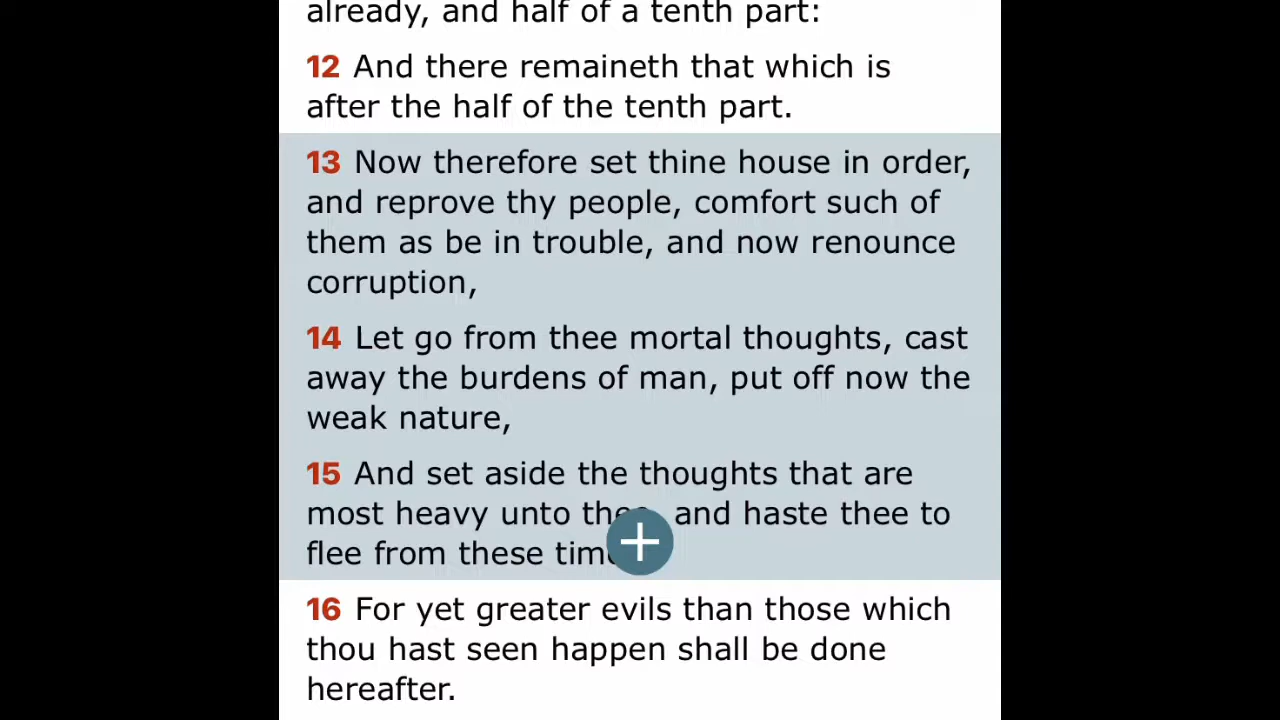 already, and half of a tenth part:
12 And there remaineth that which is
after the half of the tenth part.
13 Now therefore set thine house in order,
and reprove thy people, comfort such of
them as be in trouble, and now renounce
corruption,
14 Let go from thee mortal thoughts, cast
away the burdens of man, put off now the
weak nature,
15 And set aside the thoughts that are
most heavy unto and haste thee to
flee from these
16 For yet greater evils than those which
thou hast seen happen shall be done
hereafter.